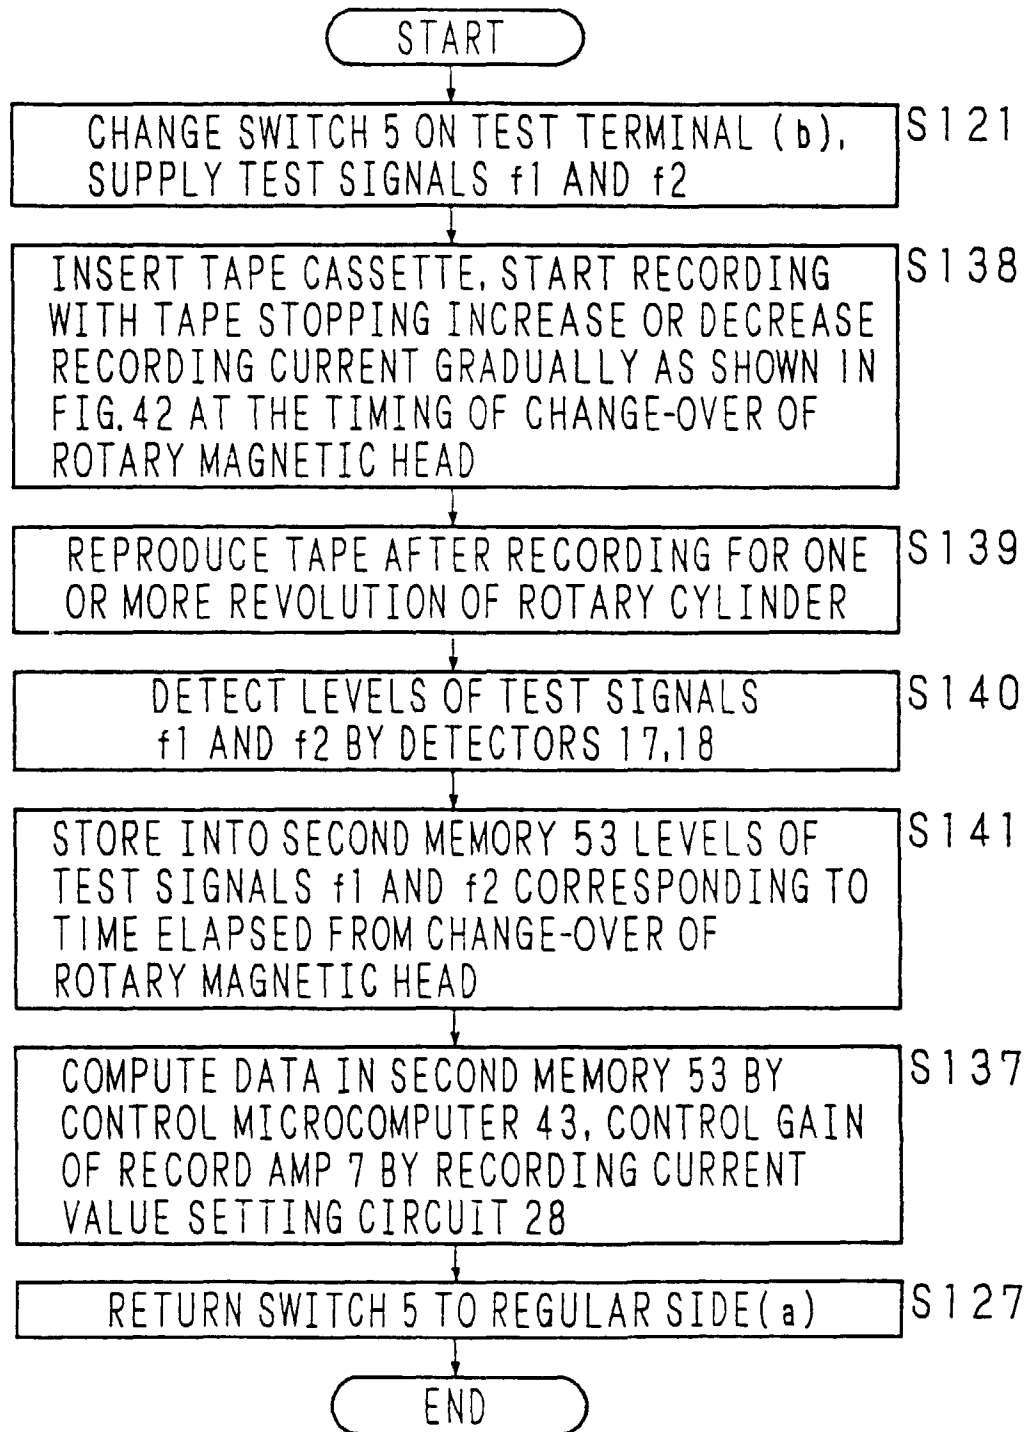 START
CHANGE SWITCH 5 ON TEST TERMINAL (b),
SUPPLY TEST SIGNALS f1 AND f2
S121
INSERT TAPE CASSETTE, START RECORDING
WITH TAPE STOPPING INCREASE OR DECREASE
RECORDING CURRENT GRADUALLY AS SHOWN IN
FIG. 42 AT THE TIMING OF CHANGE-OVER OF
ROTARY MAGNETIC HEAD
S138
REPRODUCE TAPE AFTER RECORDING FOR ONE
OR MORE REVOLUTION OF ROTARY CYLINDER
S139
DETECT LEVELS OF TEST SIGNALS
f1 AND f2 BY DETECTORS 17,18
S140
STORE INTO SECOND MEMORY 53 LEVELS OF
TEST SIGNALS f1 AND f2 CORRESPONDING TO
TIME ELAPSED FROM CHANGE-OVER OF
ROTARY MAGNETIC HEAD
S141
COMPUTE DATA IN SECOND MEMORY 53 BY
CONTROL MICROCOMPUTER 43, CONTROL GAIN
OF RECORD AMP 7 BY RECORDING CURRENT
VALUE SETTING CIRCUIT 28
S137
RETURN SWITCH 5 TO REGULAR SIDE(a)
S127
END